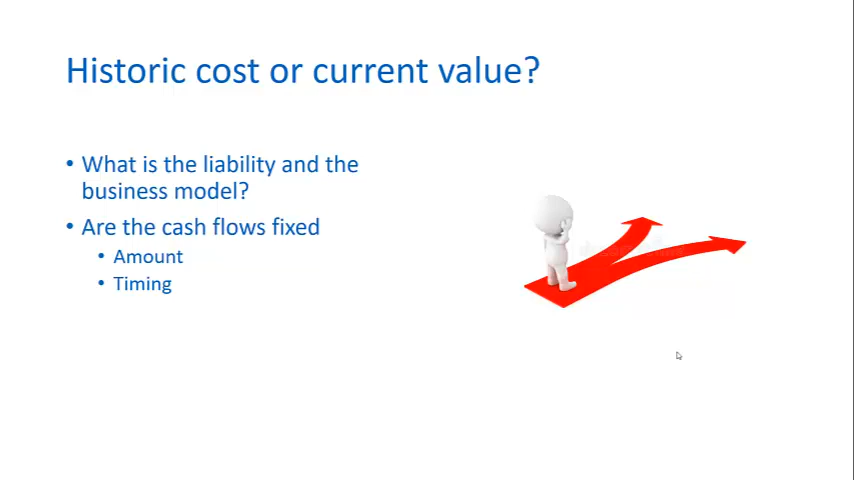 Historic cost or current value?
• What is the liability and the
business model?
• Are the cash flows fixed
• Amount
• Timing